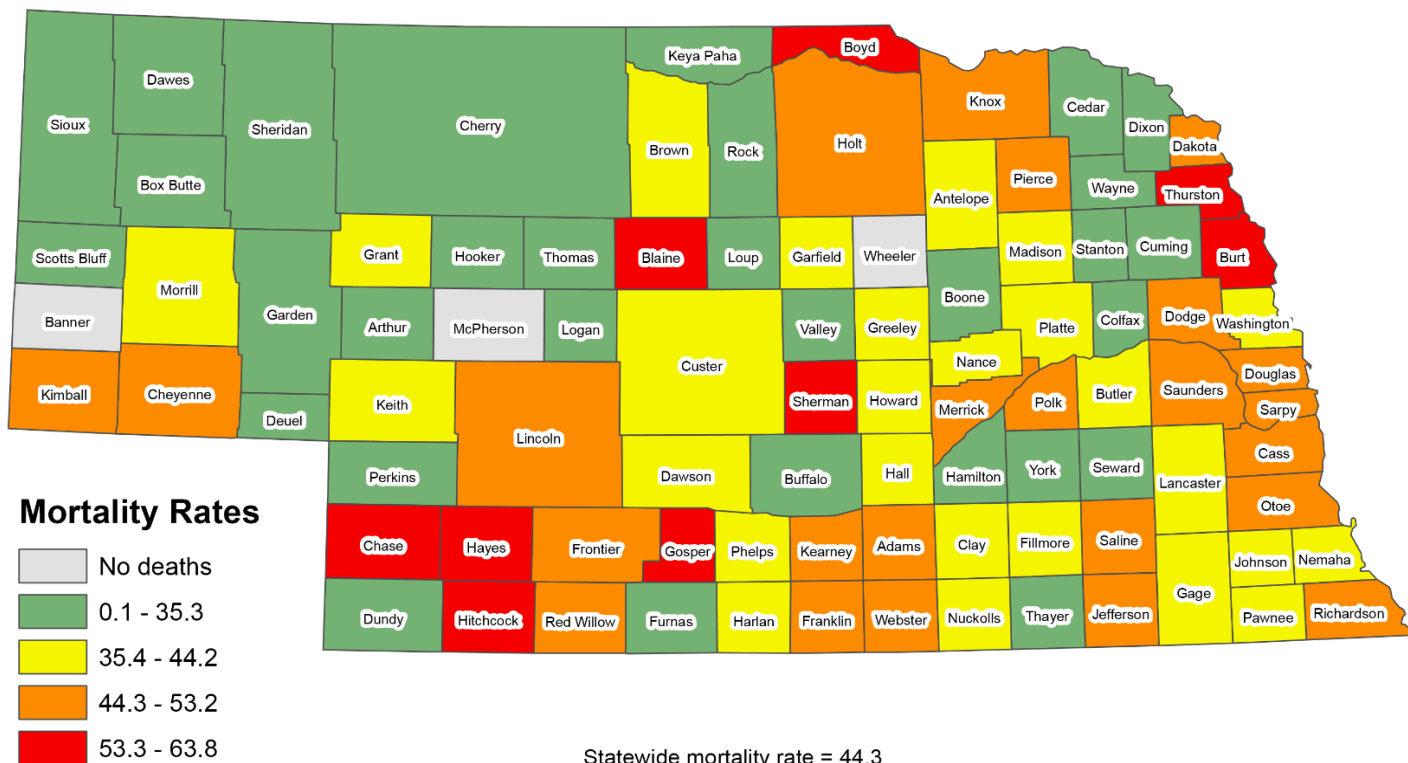 Keya Paha
Boyd
Dawes
Knox
Cedar
Sioux
Sheridan
Cherry
Dixon
Brown
Rock
Holt
Dakota
Box Butte
Pierce
Wayne
Thurston
Antelope
Scotts Bluff
Grant
Hooker
Thomas
Blaine
Loup
Garfield
Wheeler
Madison
Stanton
Cuming
Burt
Morrill
Boone
Banner
Garden
Arthur
McPherson
Logan
Valley
Greeley
Platte
Colfax
Dodge
Washington
Custer
Nance
Kimball
Cheyenne
Keith
Sherman
Howard
Merrick
Polk
Butler
Saunders
Douglas
Sarpy
Deuel
Lincoln
Perkins
Dawson
Buffalo
Hall
Hamilton
York
Seward
Lancaster
Cass
Otoe
Chase
Hayes
Frontier
Gosper
Phelps
Kearney
Adams
Clay
Fillmore
Saline
Johnson
Nemaha
Dundy
Hitchcock
Red Willow
Furnas
Harlan
Franklin
Webster
Nuckolls
Thayer
Jefferson
Gage
Pawnee
Richardson
Mortality Rates
No deaths
0.1 - 35.3
35.4 - 44.2
44.3 - 53.2
53.3 - 63.8
Statewide mortality rate = 44.3